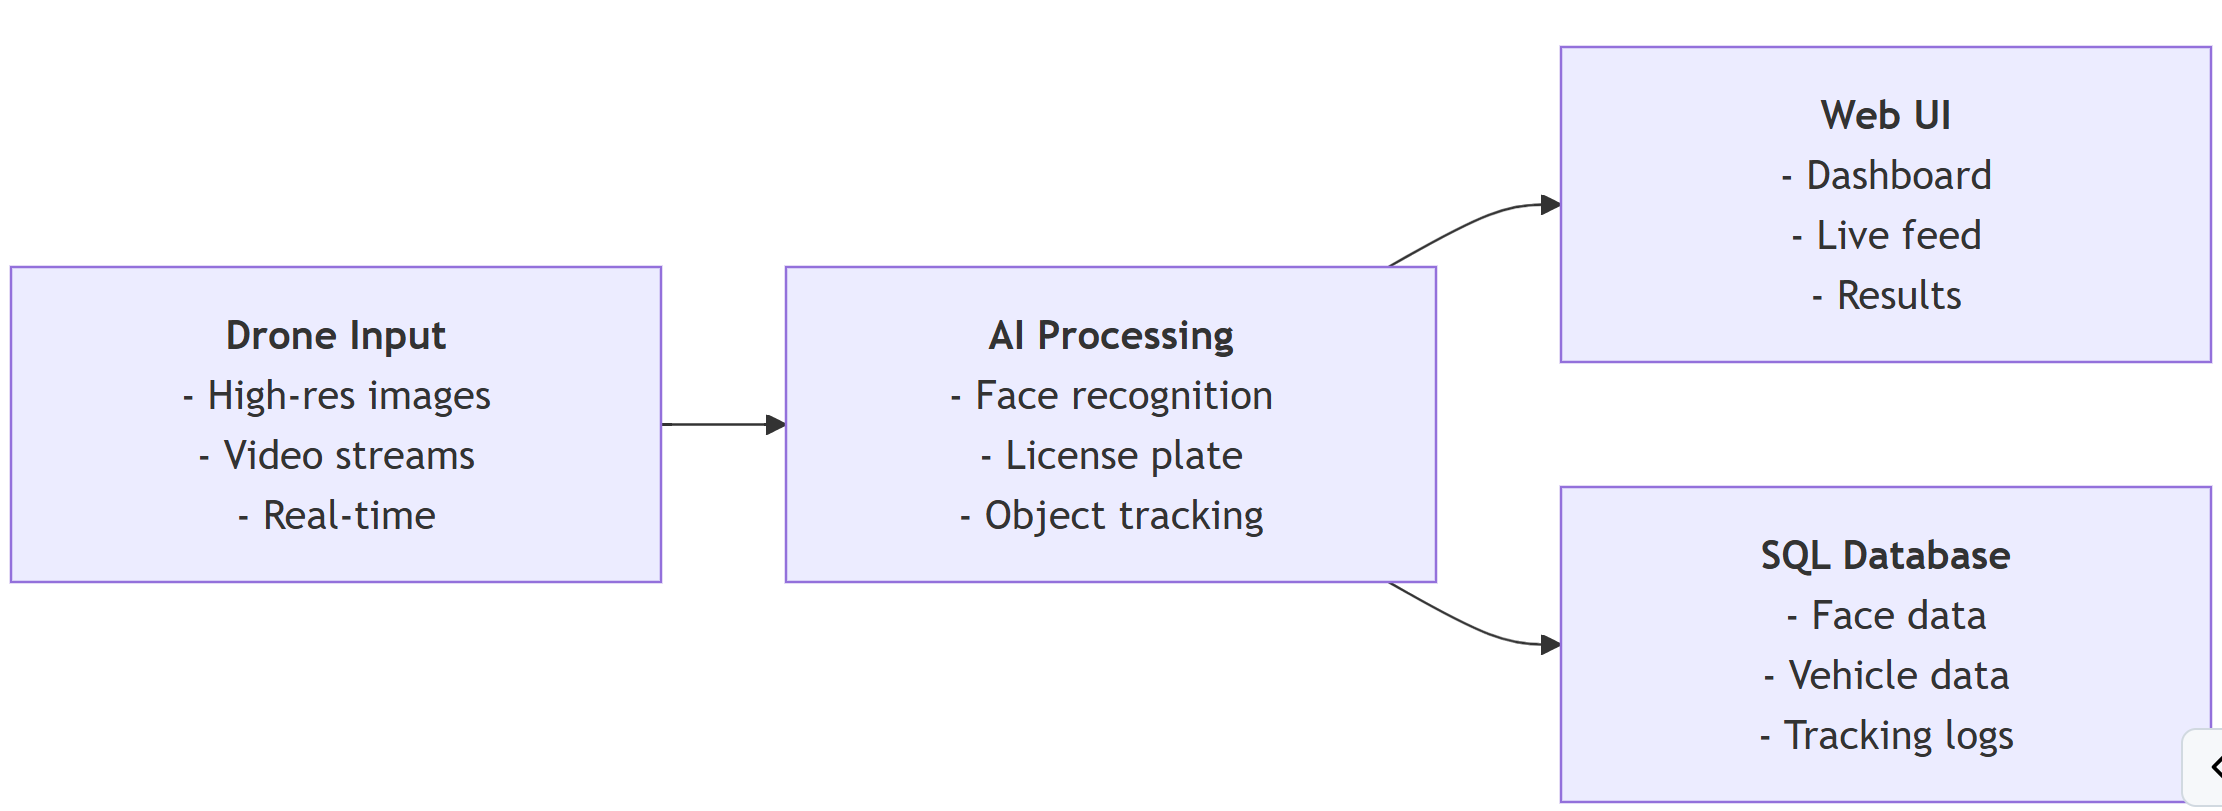 Drone Input
- High-res images
- Video streams
- Real-time
AI Processing
- Face recognition
- License plate
- Object tracking
Web UI
- Dashboard
- Live feed
- Results
SQL Database
- Face data
- Vehicle data
- Tracking logs